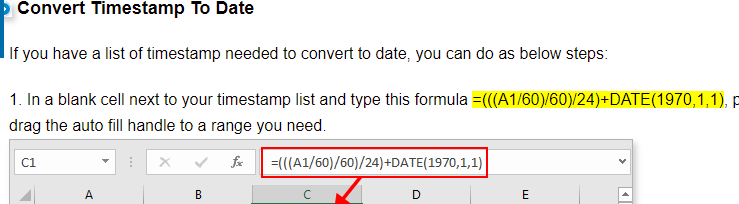 Convert Timestamp To Date
If you have a list of timestamp needed to convert to date, you can do as below steps:
1. In a blank cell next to your timestamp list and type this formula =(((A1/60)/60)/24)+DATE(1970,1,1),
drag the auto fill handle to a range you need.
C1 fx =(((A1/60)/60)/24)+DATE(1970,1,1)
A B C D E